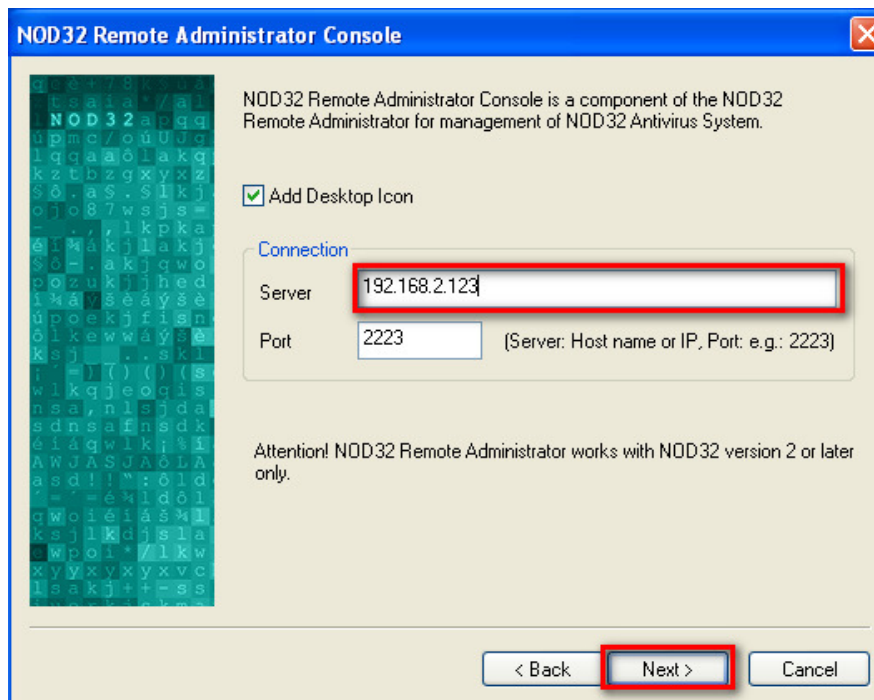 NOD32 Remote Administrator Console
NOD32 Remote Administrator Console is a component of the NOD32
Remote Administrator for management of NOD32 Antivirus System.
Add Desktop Icon
Connection
Server
192.168.2.123
Port
2223
(Server: Host name or IP, Port: e.g.: 2223)
Attention! NOD32 Remote Administrator works with NOD32 version 2 or later
only.
NOD32
< Back
Next >
Cancel